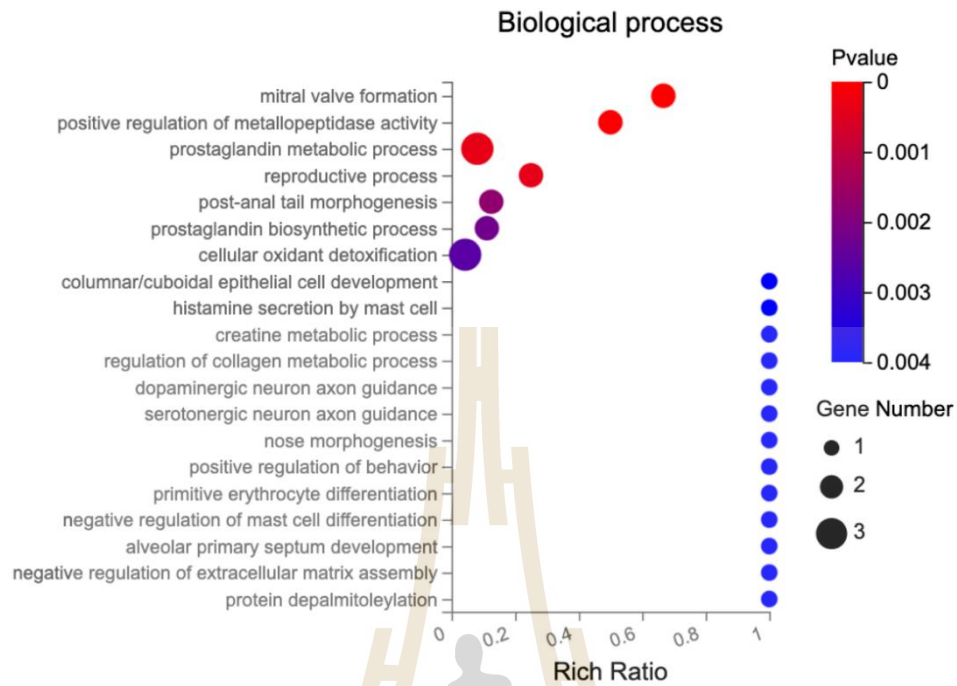 Biological process
Pvalue
mitral valve formation
positive regulation of metallopeptidase activity
prostaglandin metabolic process
reproductive process
post-anal tail morphogenesis
prostaglandin biosynthetic process
cellular oxidant detoxification
columnar/cuboidal epithelial cell development
histamine secretion by mast cell
creatine metabolic process
regulation of collagen metabolic process
dopaminergic neuron axon guidance
serotonergic neuron axon guidance
nose morphogenesis
positive regulation of behavior
primitive erythrocyte differentiation
negative regulation of mast cell differentiation
alveolar primary septum development
negative regulation of extracellular matrix assembly
protein depalmitoleylation
0
0.001
0.002
0.003
0.004
Gene Number
1
2
3
0 0.2 0.4 0.6 0.8 1
Rich Ratio